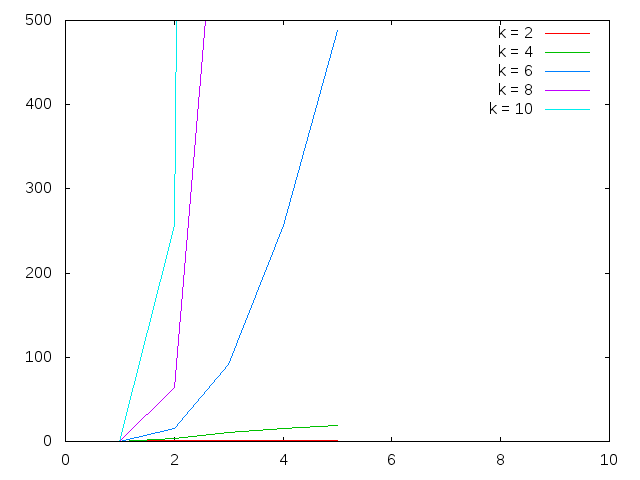 500
400
300
200
100
0
0 2 4 6 8 10
k = 2
k = 4
k = 6
k = 8
k = 10